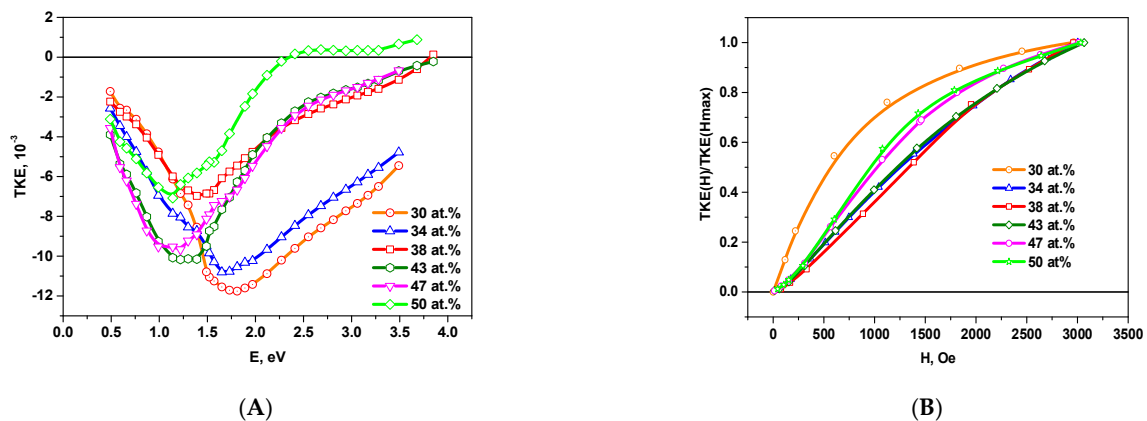 2
0
-2
-4
-6
-8
-10
-12
TKE, 10⁻³
0.0 0.5 1.0 1.5 2.0 2.5 3.0 3.5 4.0
E, eV
30 at.%
34 at.%
38 at.%
43 at.%
47 at.%
50 at.%
(A)
1.0
0.8
0.6
0.4
0.2
0.0
TKE(H)/TKE(Hmax)
0 500 1000 1500 2000 2500 3000 3500
H, Oe
30 at.%
34 at.%
38 at.%
43 at.%
47 at.%
50 at%
(B)